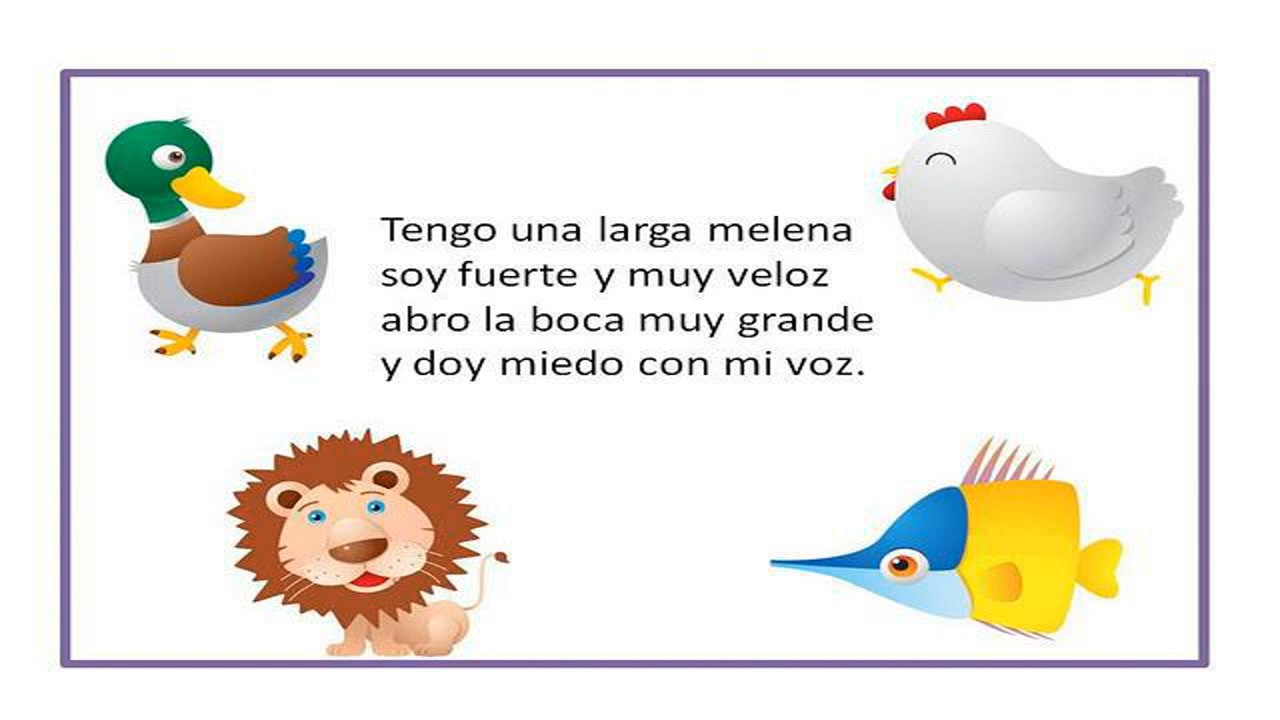 Tengo una larga melena
soy fuerte y muy veloz
abro la boca muy grande
y doy miedo con mi voz.